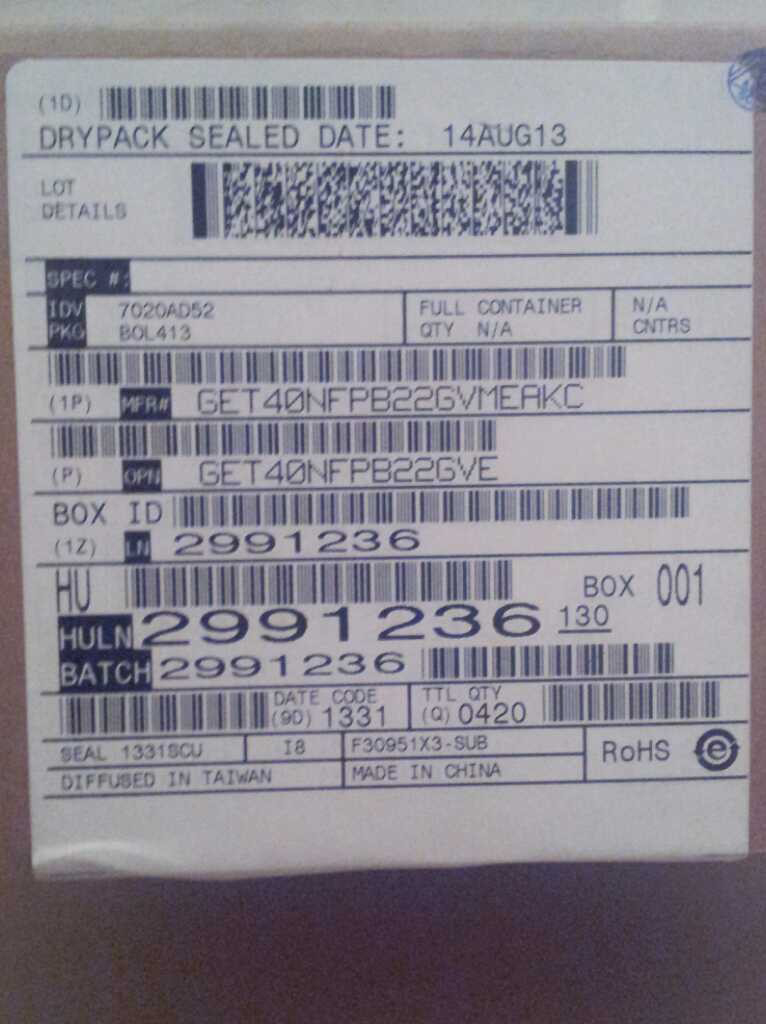 (1D)
DRYPACK SEALED DATE: 14AUG13
LOT
DETAILS
SPEC #:
IDV 7020AD52
PKG BOL413
FULL CONTAINER
QTY N/A
N/A
CNTRS
(1P) MFR# GET40NFPB22GVMEAKC
(P) OPN GET40NFPB22GVE
BOX ID
(1Z) LN 2991236
HU BOX 001
HULN 2991236 130
BATCH 2991236
DATE CODE
(9D) 1331
TTL QTY
(Q) 0420
SEAL 1331SCU I8 F30951X3-SUB
DIFFUSED IN TAIWAN MADE IN CHINA
RoHS e